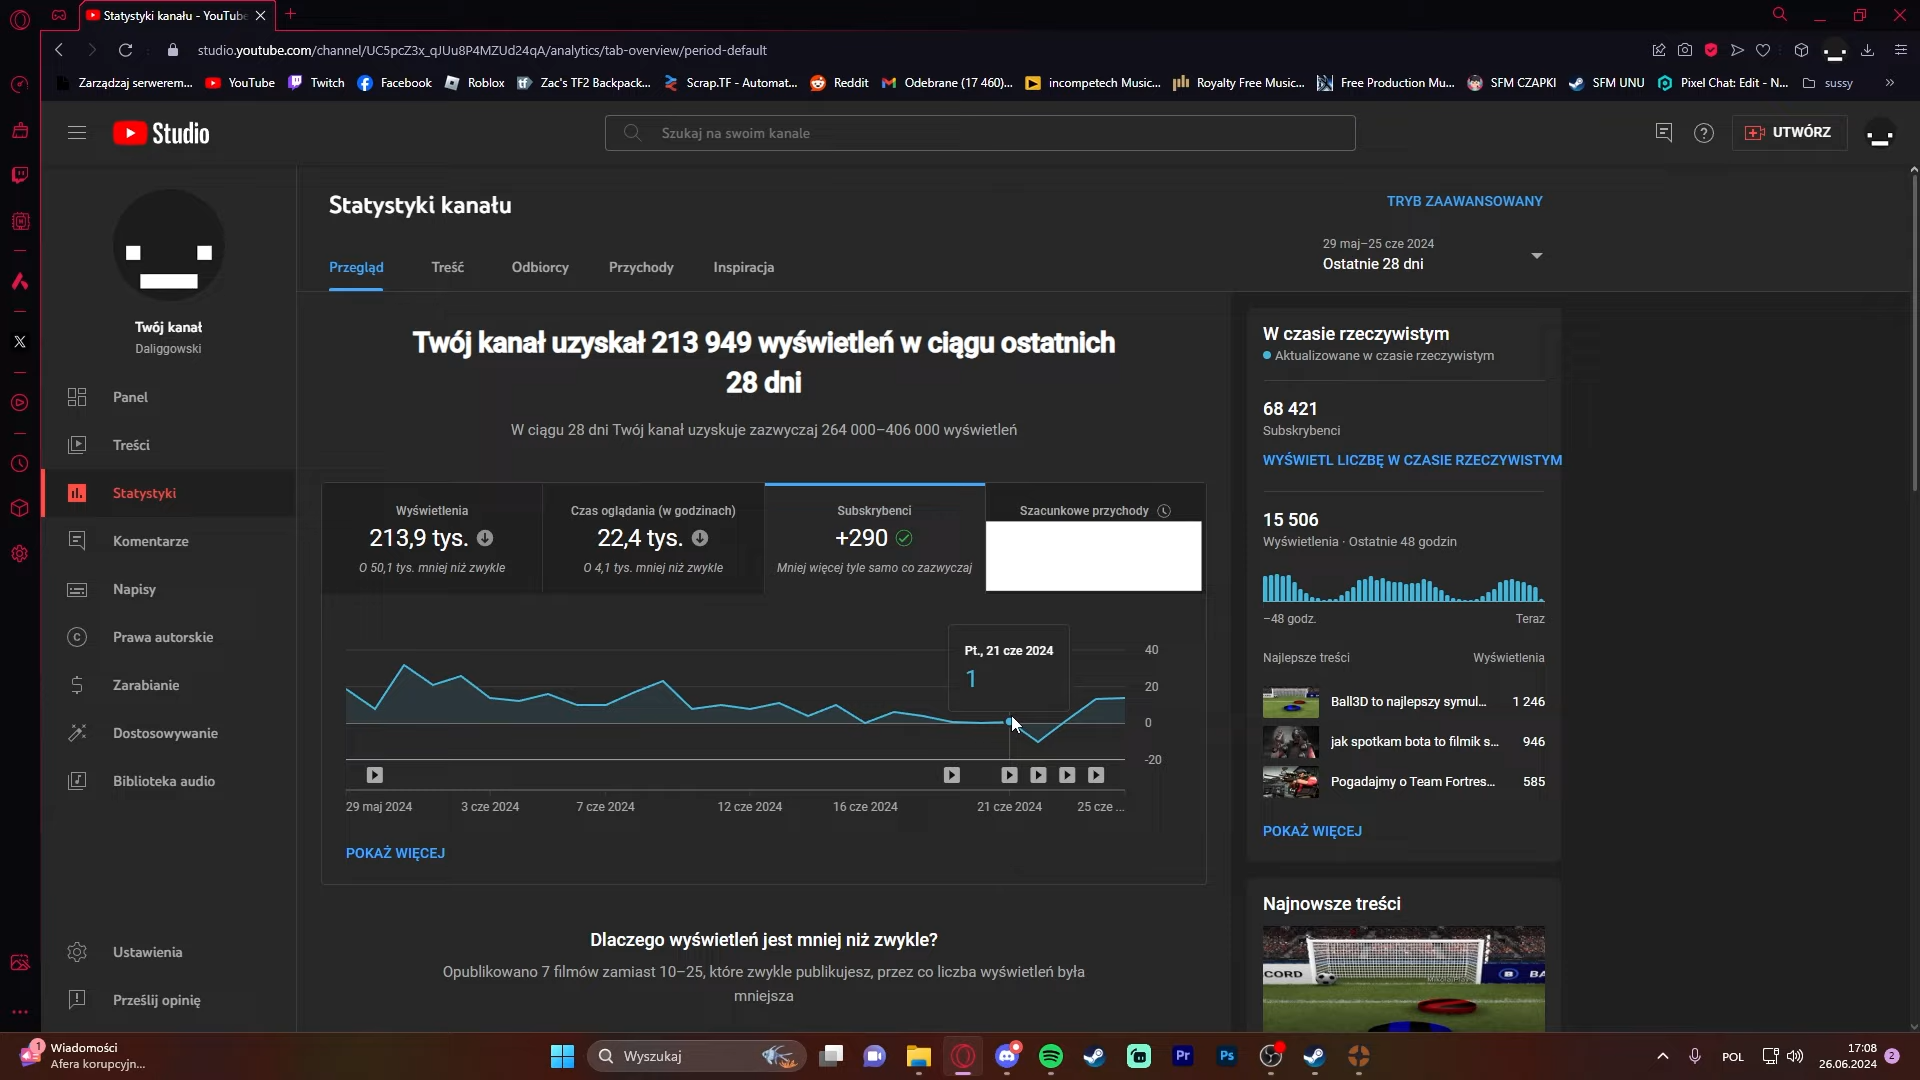 Statystyki kanału - YouTube
studio.youtube.com/channel/UC5pcZ3x_qJUu8P4MZUd24qA/analytics/tab-overview/period-default
Zarządzaj serwerem... YouTube Twitch Facebook Roblox Zac's TF2 Backpack... Scrap.TF - Automat... Reddit Odebrane (17 460)... incompetech Music... Royalty Free Music... Free Production Mu... SFM CZAPKI SFM UNU Pixel Chat: Edit - N... sussy
Studio
Szukaj na swoim kanale
UTWÓRZ
Twój kanał
Daliggowski
Panel
Treści
Statystyki
Komentarze
Napisy
Prawa autorskie
Zarabianie
Dostosowywanie
Biblioteka audio
Ustawienia
Prześlij opinię
Statystyki kanału
TRYB ZAAWANSOWANY
Przegląd Treść Odbiorcy Przychody Inspiracja
29 maj–25 cze 2024
Ostatnie 28 dni
Twój kanał uzyskał 213 949 wyświetleń w ciągu ostatnich
28 dni
W ciągu 28 dni Twój kanał uzyskuje zazwyczaj 264 000–406 000 wyświetleń
Wyświetlenia
213,9 tys.
O 50,1 tys. mniej niż zwykle
Czas oglądania (w godzinach)
22,4 tys.
O 4,1 tys. mniej niż zwykle
Subskrybenci
+290
Mniej więcej tyle samo co zazwyczaj
Szacunkowe przychody
Pt., 21 cze 2024
1
40
20
0
-20
29 maj 2024 3 cze 2024 7 cze 2024 12 cze 2024 16 cze 2024 21 cze 2024 25 cze ...
POKAŻ WIĘCEJ
Dlaczego wyświetleń jest mniej niż zwykle?
Opublikowano 7 filmów zamiast 10–25, które zwykle publikujesz, przez co liczba wyświetleń była
mniejsza
W czasie rzeczywistym
Aktualizowane w czasie rzeczywistym
68 421
Subskrybenci
WYŚWIETL LICZBĘ W CZASIE RZECZYWISTYM
15 506
Wyświetlenia · Ostatnie 48 godzin
−48 godz. Teraz
Najlepsze treści Wyświetlenia
Ball3D to najlepszy symul... 1 246
jak spotkam bota to filmik s... 946
Pogadajmy o Team Fortres... 585
POKAŻ WIĘCEJ
Najnowsze treści
CORD
BA
1
Wiadomości
Afera korupcyjn...
Wyszukaj
Pr
Ps
POL
17:08
26.06.2024
2